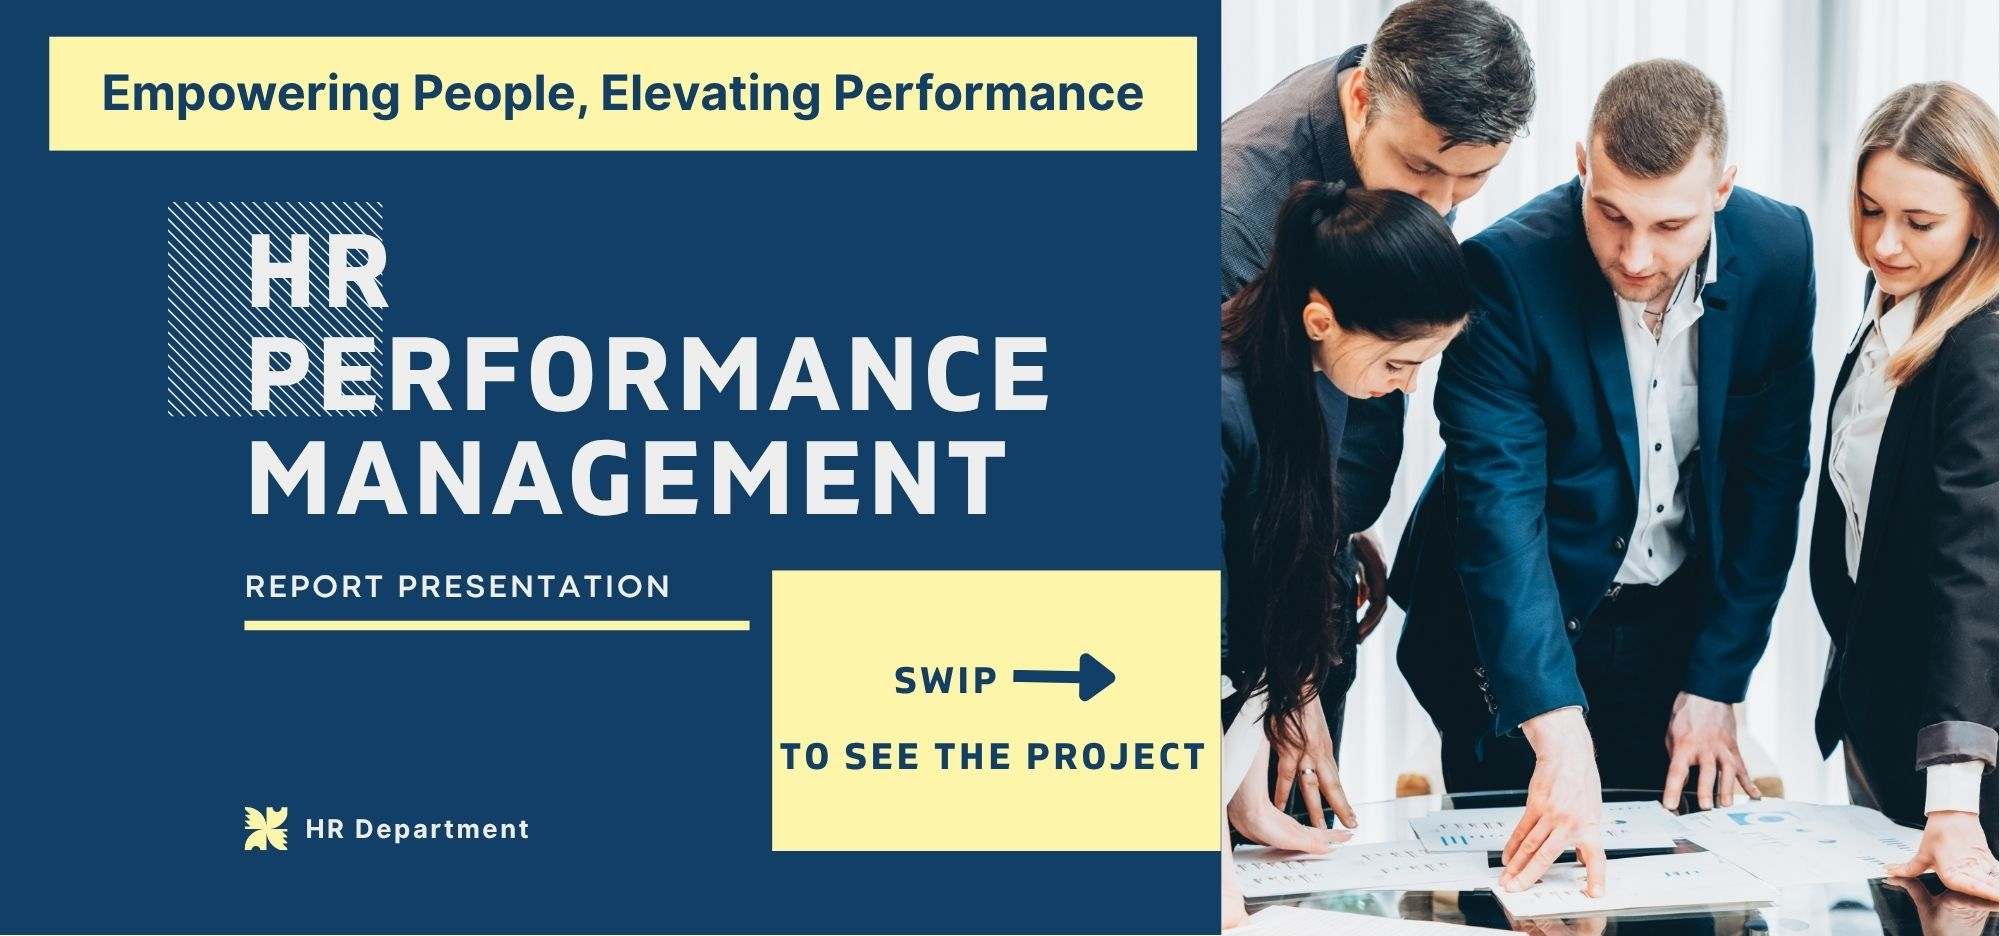 Empowering People, Elevating Performance
HR
PERFORMANCE
MANAGEMENT
REPORT PRESENTATION
SWIP
TO SEE THE PROJECT
HR Department